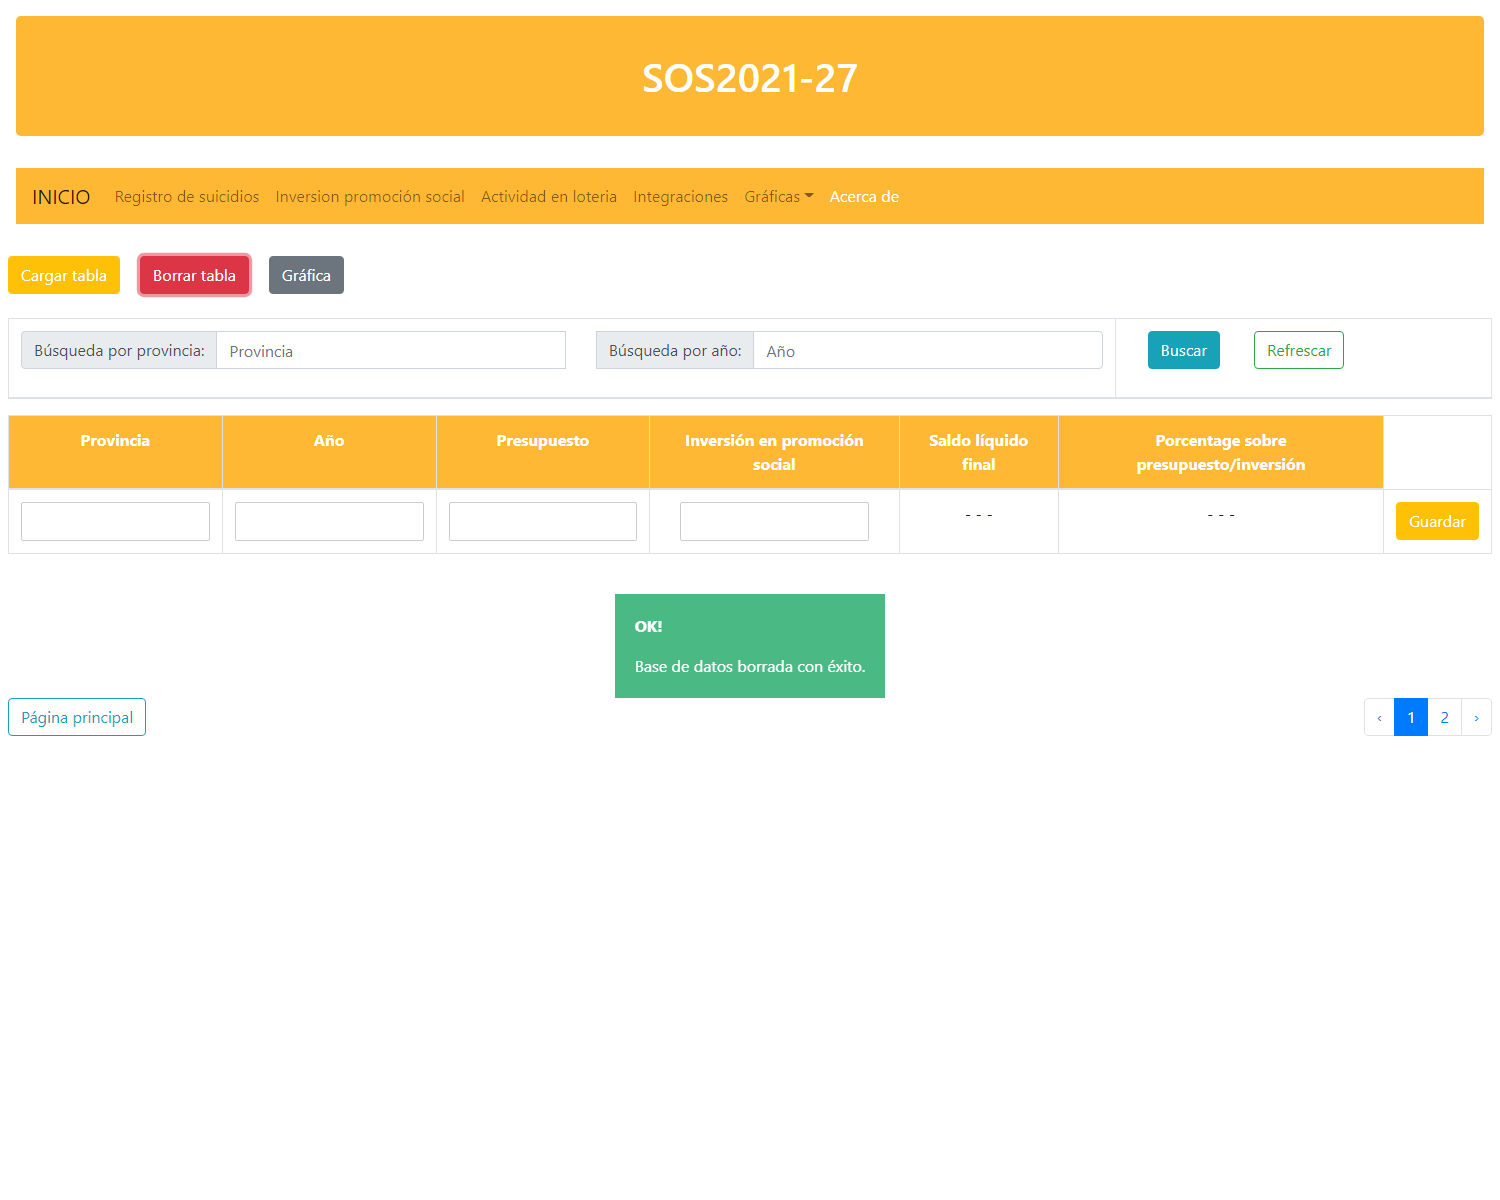 SOS2021-27
INICIO Registro de suicidios Inversion promoción social Actividad en loteria Integraciones Gráficas Acerca de
Cargar tabla Borrar tabla Gráfica
Búsqueda por provincia: Provincia Búsqueda por año: Año Buscar Refrescar
Provincia Año Presupuesto Inversión en promoción social Saldo líquido final Porcentage sobre presupuesto/inversión
- - - - - - Guardar
OK!
Base de datos borrada con éxito.
Página principal ‹ 1 2 ›